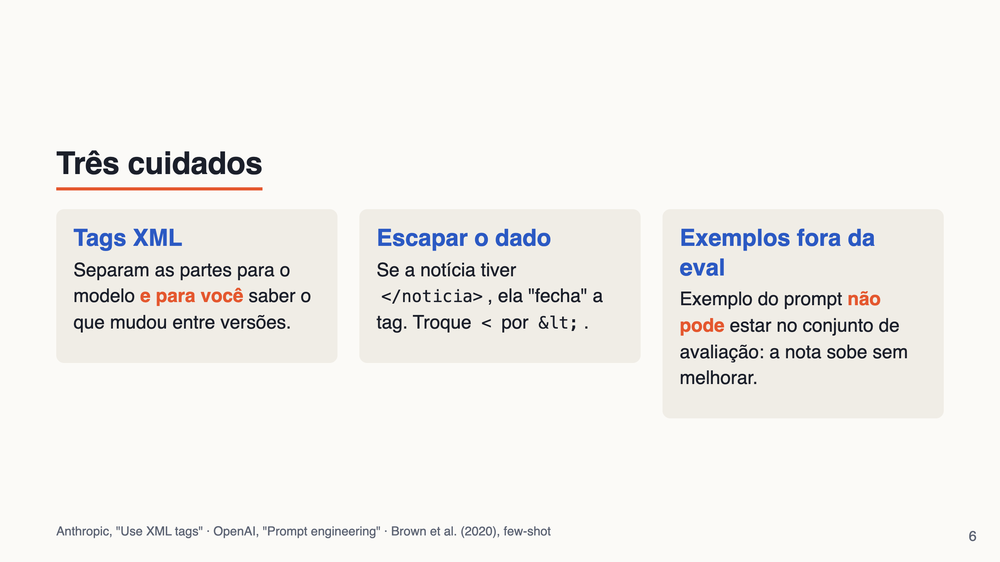 Três cuidados
Tags XML
Separam as partes para o
modelo e para você saber o
que mudou entre versões.
Escapar o dado
Se a notícia tiver
</noticia>, ela "fecha" a
tag. Troque < por &lt;.
Exemplos fora da
eval
Exemplo do prompt não
pode estar no conjunto de
avaliação: a nota sobe sem
melhorar.
Anthropic, "Use XML tags" · OpenAI, "Prompt engineering" · Brown et al. (2020), few-shot
6